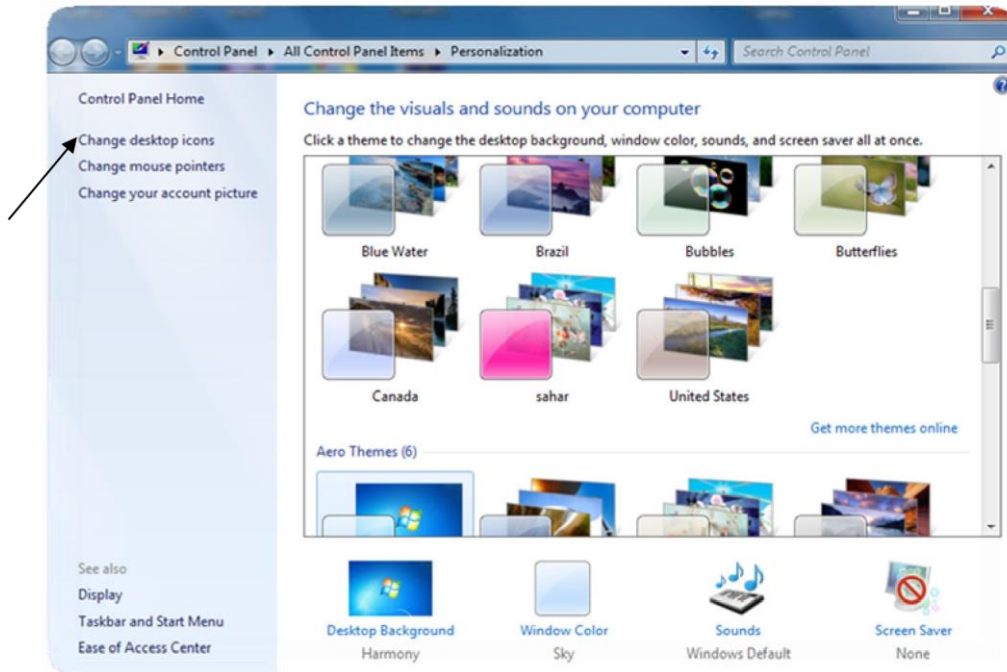 Control Panel ▸ All Control Panel Items ▸ Personalization
Search Control Panel
Control Panel Home
Change desktop icons
Change mouse pointers
Change your account picture
Change the visuals and sounds on your computer
Click a theme to change the desktop background, window color, sounds, and screen saver all at once.
Blue Water Brazil Bubbles Butterflies
Canada sahar United States
Get more themes online
Aero Themes (6)
See also
Display
Taskbar and Start Menu
Ease of Access Center
Desktop Background Window Color Sounds Screen Saver
Harmony Sky Windows Default None